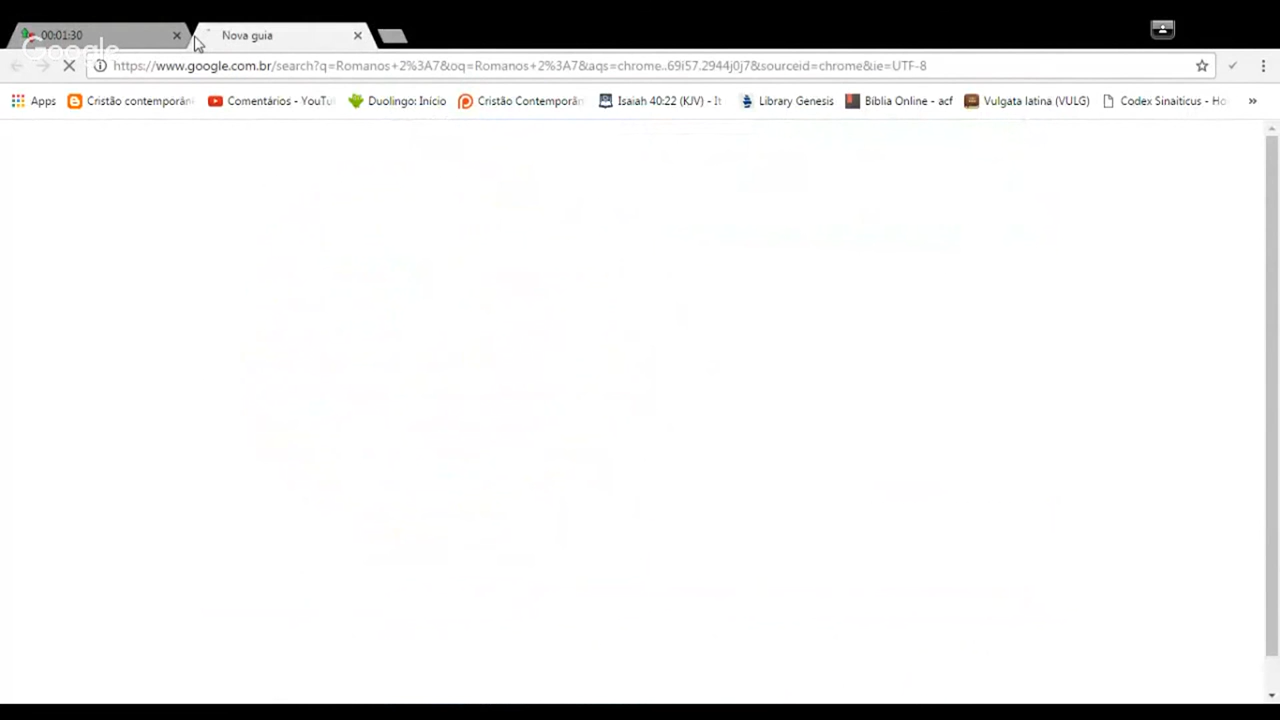 00:01:30 Nova guia
Google
https://www.google.com.br/search?q=Romanos+2%3A7&oq=Romanos+2%3A7&aqs=chrome..69i57.2944j0j7&sourceid=chrome&ie=UTF-8
Apps Cristão contemporân Comentários - YouTu Duolingo: Início Cristão Contemporân Isaiah 40:22 (KJV) - It Library Genesis Bíblia Online - acf Vulgata latina (VULG) Codex Sinaiticus - Ho »